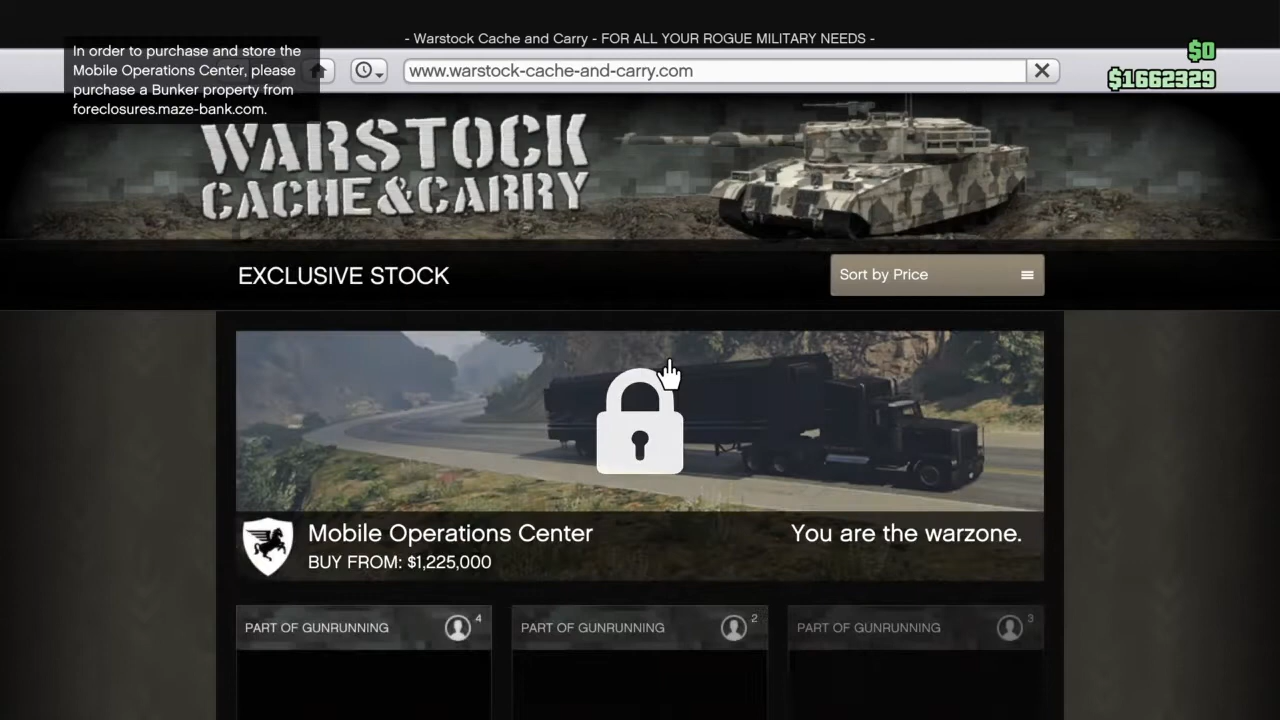 - Warstock Cache and Carry - FOR ALL YOUR ROGUE MILITARY NEEDS -
In order to purchase and store the
Mobile Operations Center, please
purchase a Bunker property from
foreclosures.maze-bank.com.
www.warstock-cache-and-carry.com
$0
$1662329
WARSTOCK
CACHE&CARRY
EXCLUSIVE STOCK
Sort by Price
Mobile Operations Center
You are the warzone.
BUY FROM: $1,225,000
PART OF GUNRUNNING 4
PART OF GUNRUNNING 2
PART OF GUNRUNNING 3